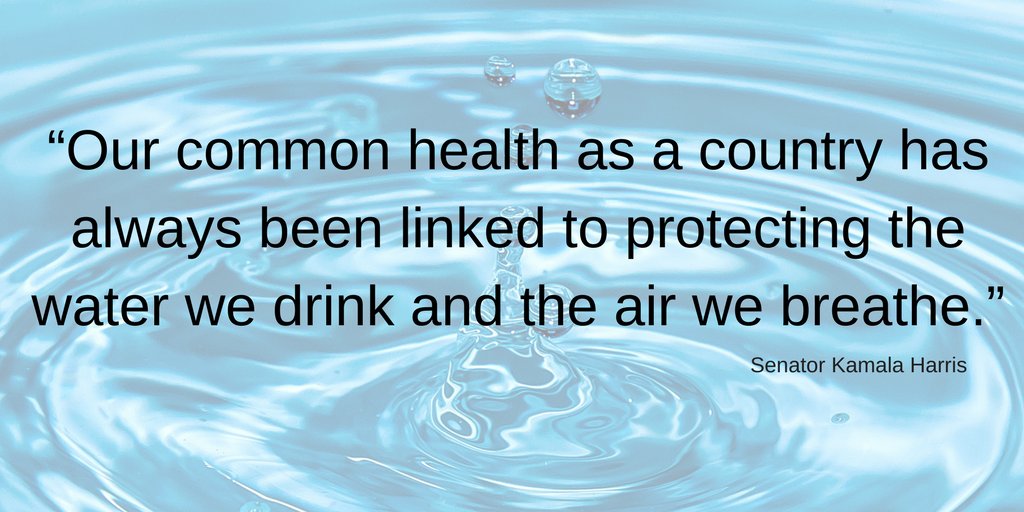 “Our common health as a country has
always been linked to protecting the
water we drink and the air we breathe.”
Senator Kamala Harris